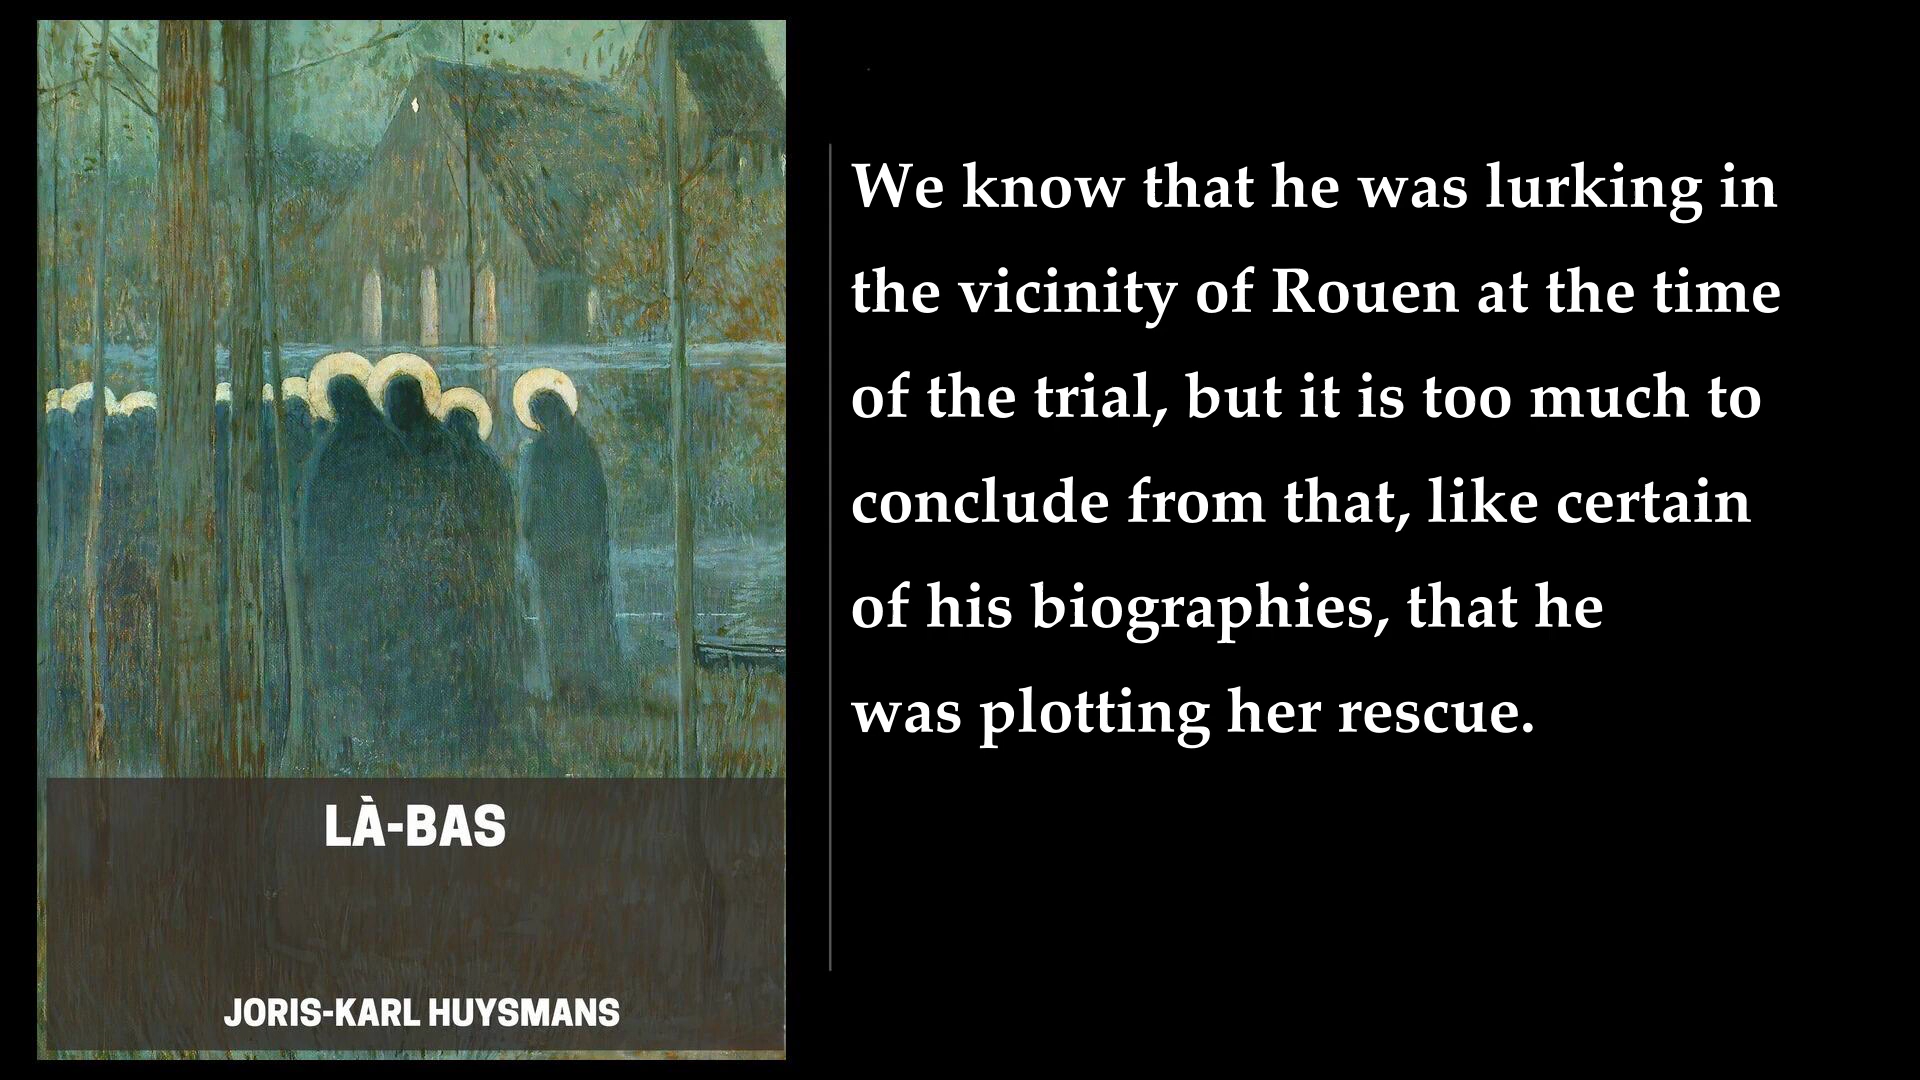 LÀ-BAS
JORIS-KARL HUYSMANS
We know that he was lurking in
the vicinity of Rouen at the time
of the trial, but it is too much to
conclude from that, like certain
of his biographies, that he
was plotting her rescue.